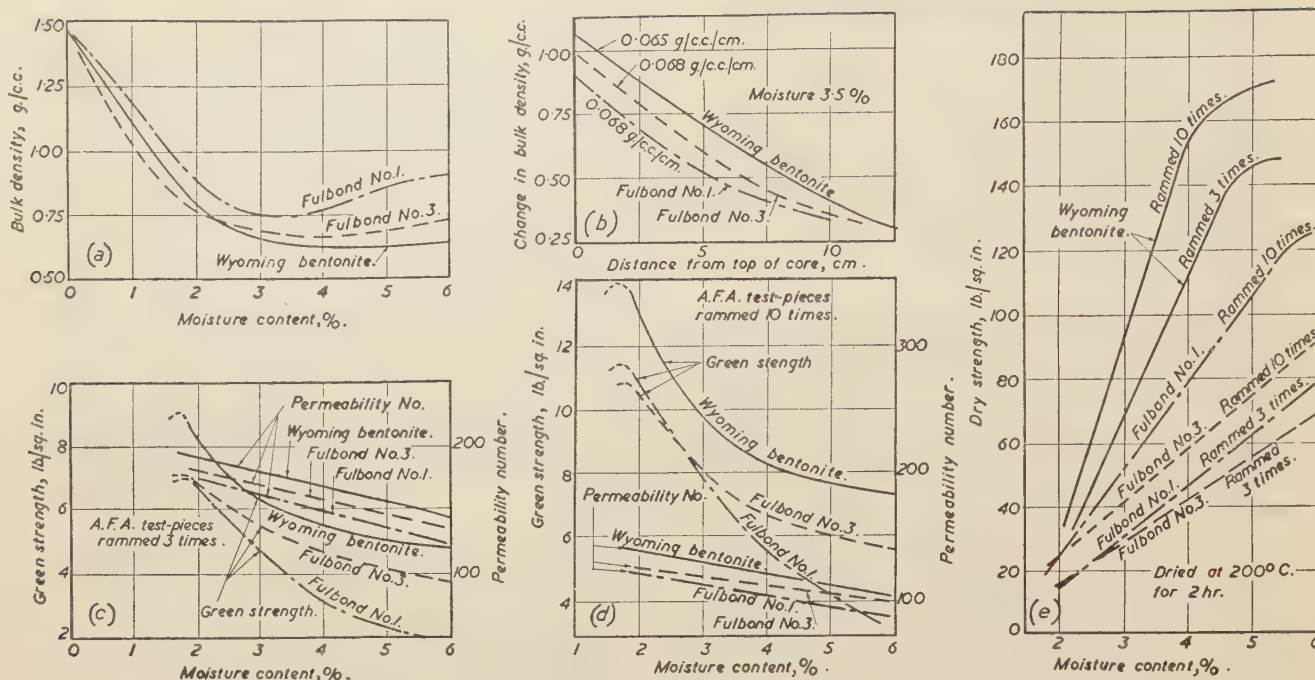 Bulk density, g./c.c.
1·50
1·25
1·00
0·75
0·50
Fulbond No.1.
Fulbond No.3.
Wyoming bentonite.
(a)
0 1 2 3 4 5 6
Moisture content,%.
Change in bulk density, g/c.c.
1·00
0·75
0·50
0·25
0·065 g/c.c./cm.
0·068 g/c.c./cm.
0·068 g/c.c./cm.
Moisture 3·5 %
Wyoming bentonite
Fulbond No.1.
Fulbond No.3.
(b)
0 5 10
Distance from top of core, cm.
Green strength, lb/sq. in.
10
8
6
4
2
Permeability No.
Wyoming bentonite.
Fulbond No.3.
Fulbond No.1.
A.F.A. test-pieces
rammed 3 times.
Wyoming bentonite.
Fulbond No.3.
Fulbond No.1.
Green strength.
(c)
200
100
Permeability number.
0 1 2 3 4 5 6
Moisture content,%.
Green strength, lb./sq. in.
14
12
10
8
6
4
A.F.A. test-pieces
rammed 10 times.
Green stength
Wyoming bentonite.
Permeability No.
Fulbond No.3.
Wyoming bentonite.
Fulbond No.1.
Fulbond No.1.
Fulbond No.3.
(d)
300
200
100
Permeability number.
1 2 3 4 5 6
Moisture content,%.
Dry strength, lb./sq. in.
180
160
140
120
100
80
60
40
20
0
Rammed 10 times.
Rammed 3 times.
Wyoming
bentonite.
Rammed 10 times.
Fulband No.1.
Rammed 10 times.
Fulbond No.3.
Rammed 3 times.
Fulbond No.1.
Rammed
3 times.
Fulbond No.3.
Dried at 200° C.
for 2 hr.
(e)
2 3 4 5 6
Moisture content,%.